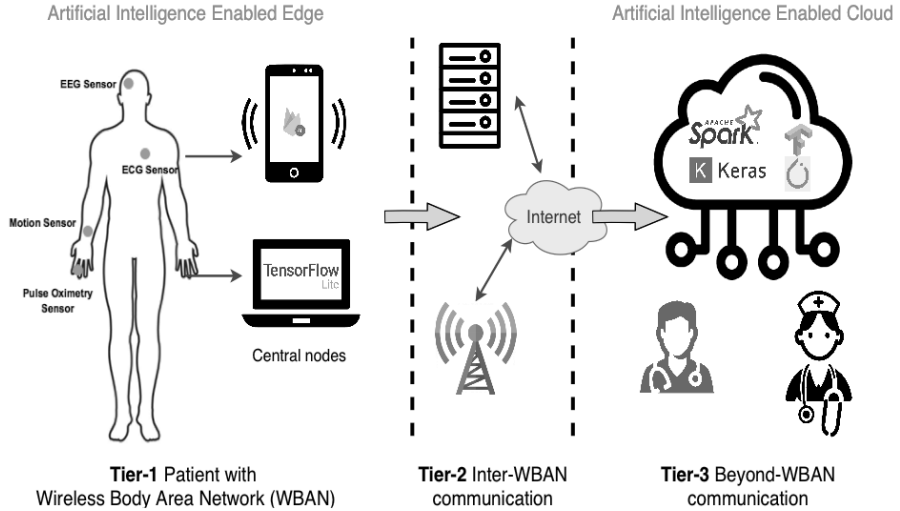 Artificial Intelligence Enabled Edge
Artificial Intelligence Enabled Cloud
EEG Sensor
ECG Sensor
Motion Sensor
Pulse Oximetry
Sensor
TensorFlow
Lite
Central nodes
Internet
APACHE
Spark
K Keras
Tier-1 Patient with
Wireless Body Area Network (WBAN)
Tier-2 Inter-WBAN
communication
Tier-3 Beyond-WBAN
communication